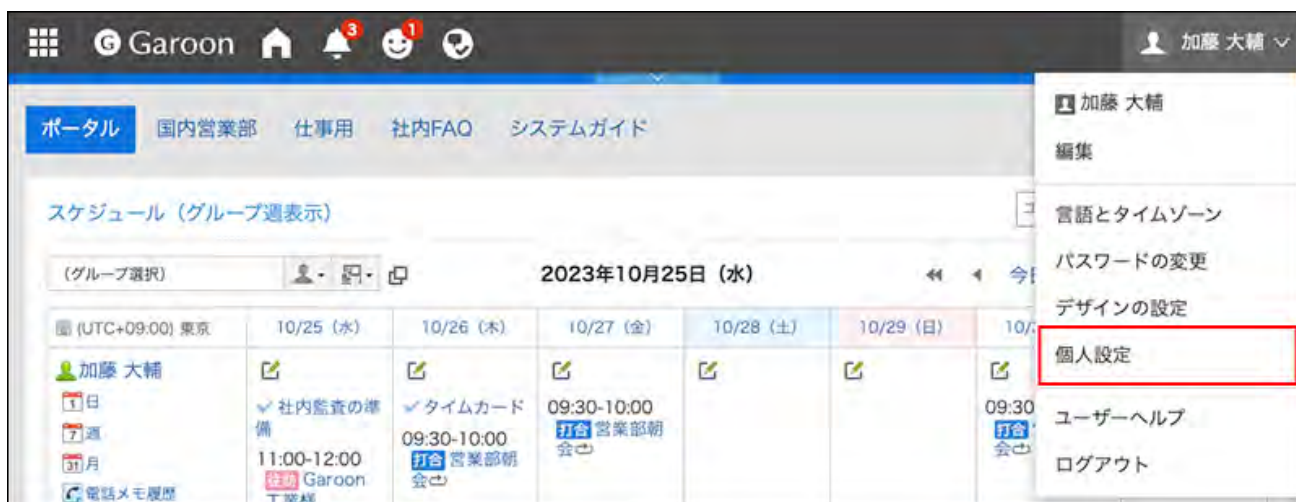 Garoon 3 1 加藤 大輔
ポータル 国内営業部 仕事用 社内FAQ システムガイド
加藤 大輔
編集
言語とタイムゾーン
パスワードの変更
デザインの設定
個人設定
ユーザーヘルプ
ログアウト
スケジュール（グループ週表示）
（グループ選択） 2023年10月25日（水）
(UTC+09:00) 東京 10/25（水） 10/26（木） 10/27（金） 10/28（土） 10/29（日）
加藤 大輔
1 日
7 週
31 月
電話メモ履歴
社内監査の準
備
11:00-12:00
往訪 Garoon
工業様
タイムカード
09:30-10:00
打合 営業部朝
会
09:30-10:00
打合 営業部朝
会
09:30
打合